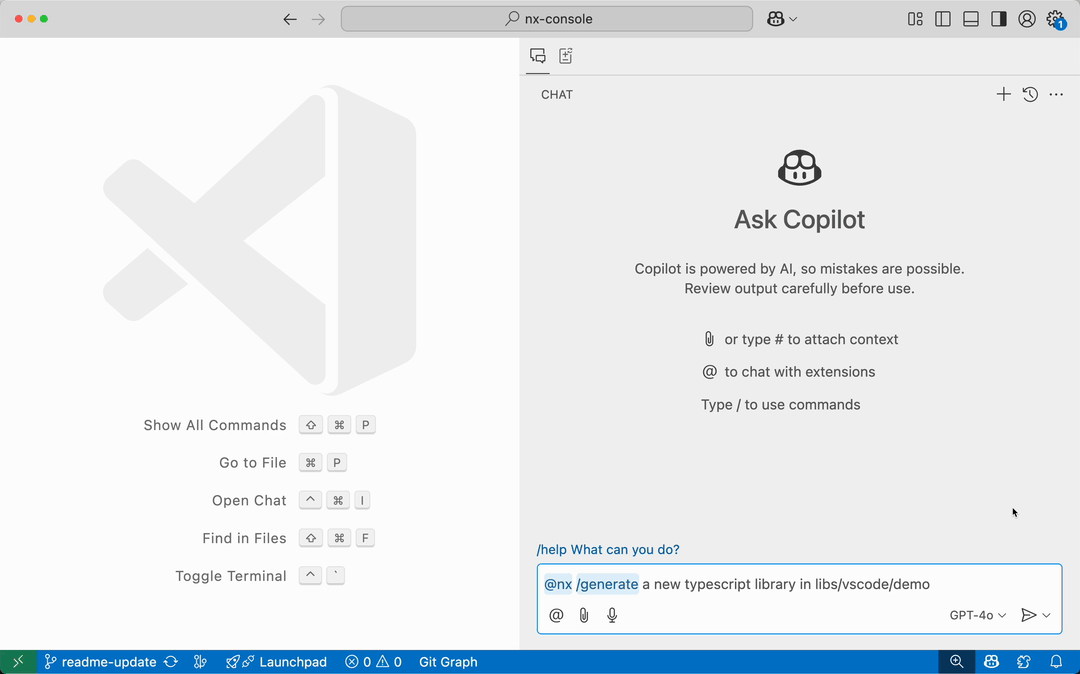 nx-console
1
CHAT
Ask Copilot
Copilot is powered by AI, so mistakes are possible.
Review output carefully before use.
or type # to attach context
@ to chat with extensions
Type / to use commands
Show All Commands ⇧ ⌘ P
Go to File ⌘ P
Open Chat ^ ⌘ I
Find in Files ⇧ ⌘ F
Toggle Terminal ^ `
/help What can you do?
@nx /generate a new typescript library in libs/vscode/demo
@ GPT-4o
readme-update Launchpad 0 0 Git Graph